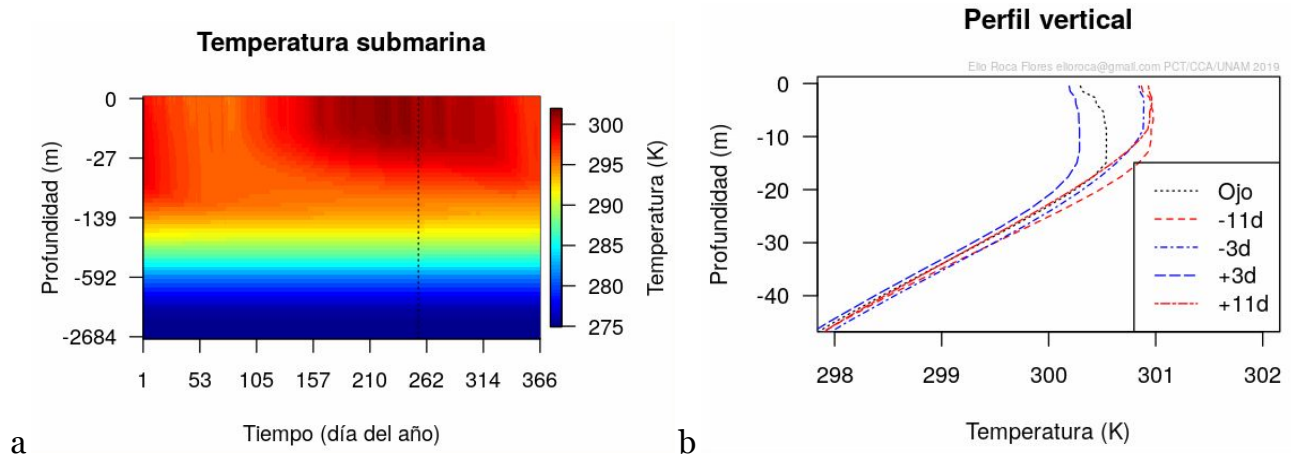 Temperatura submarina
Profundidad (m)
0
-27
-139
-592
-2684
1 53 105 157 210 262 314 366
Tiempo (día del año)
300
295
290
285
280
275
Temperatura (K)
a
Perfil vertical
Elio Roca Flores elioroca@gmail.com PCT/CCA/UNAM 2019
Profundidad (m)
0
-10
-20
-30
-40
Ojo
-11d
-3d
+3d
+11d
298 299 300 301 302
Temperatura (K)
b